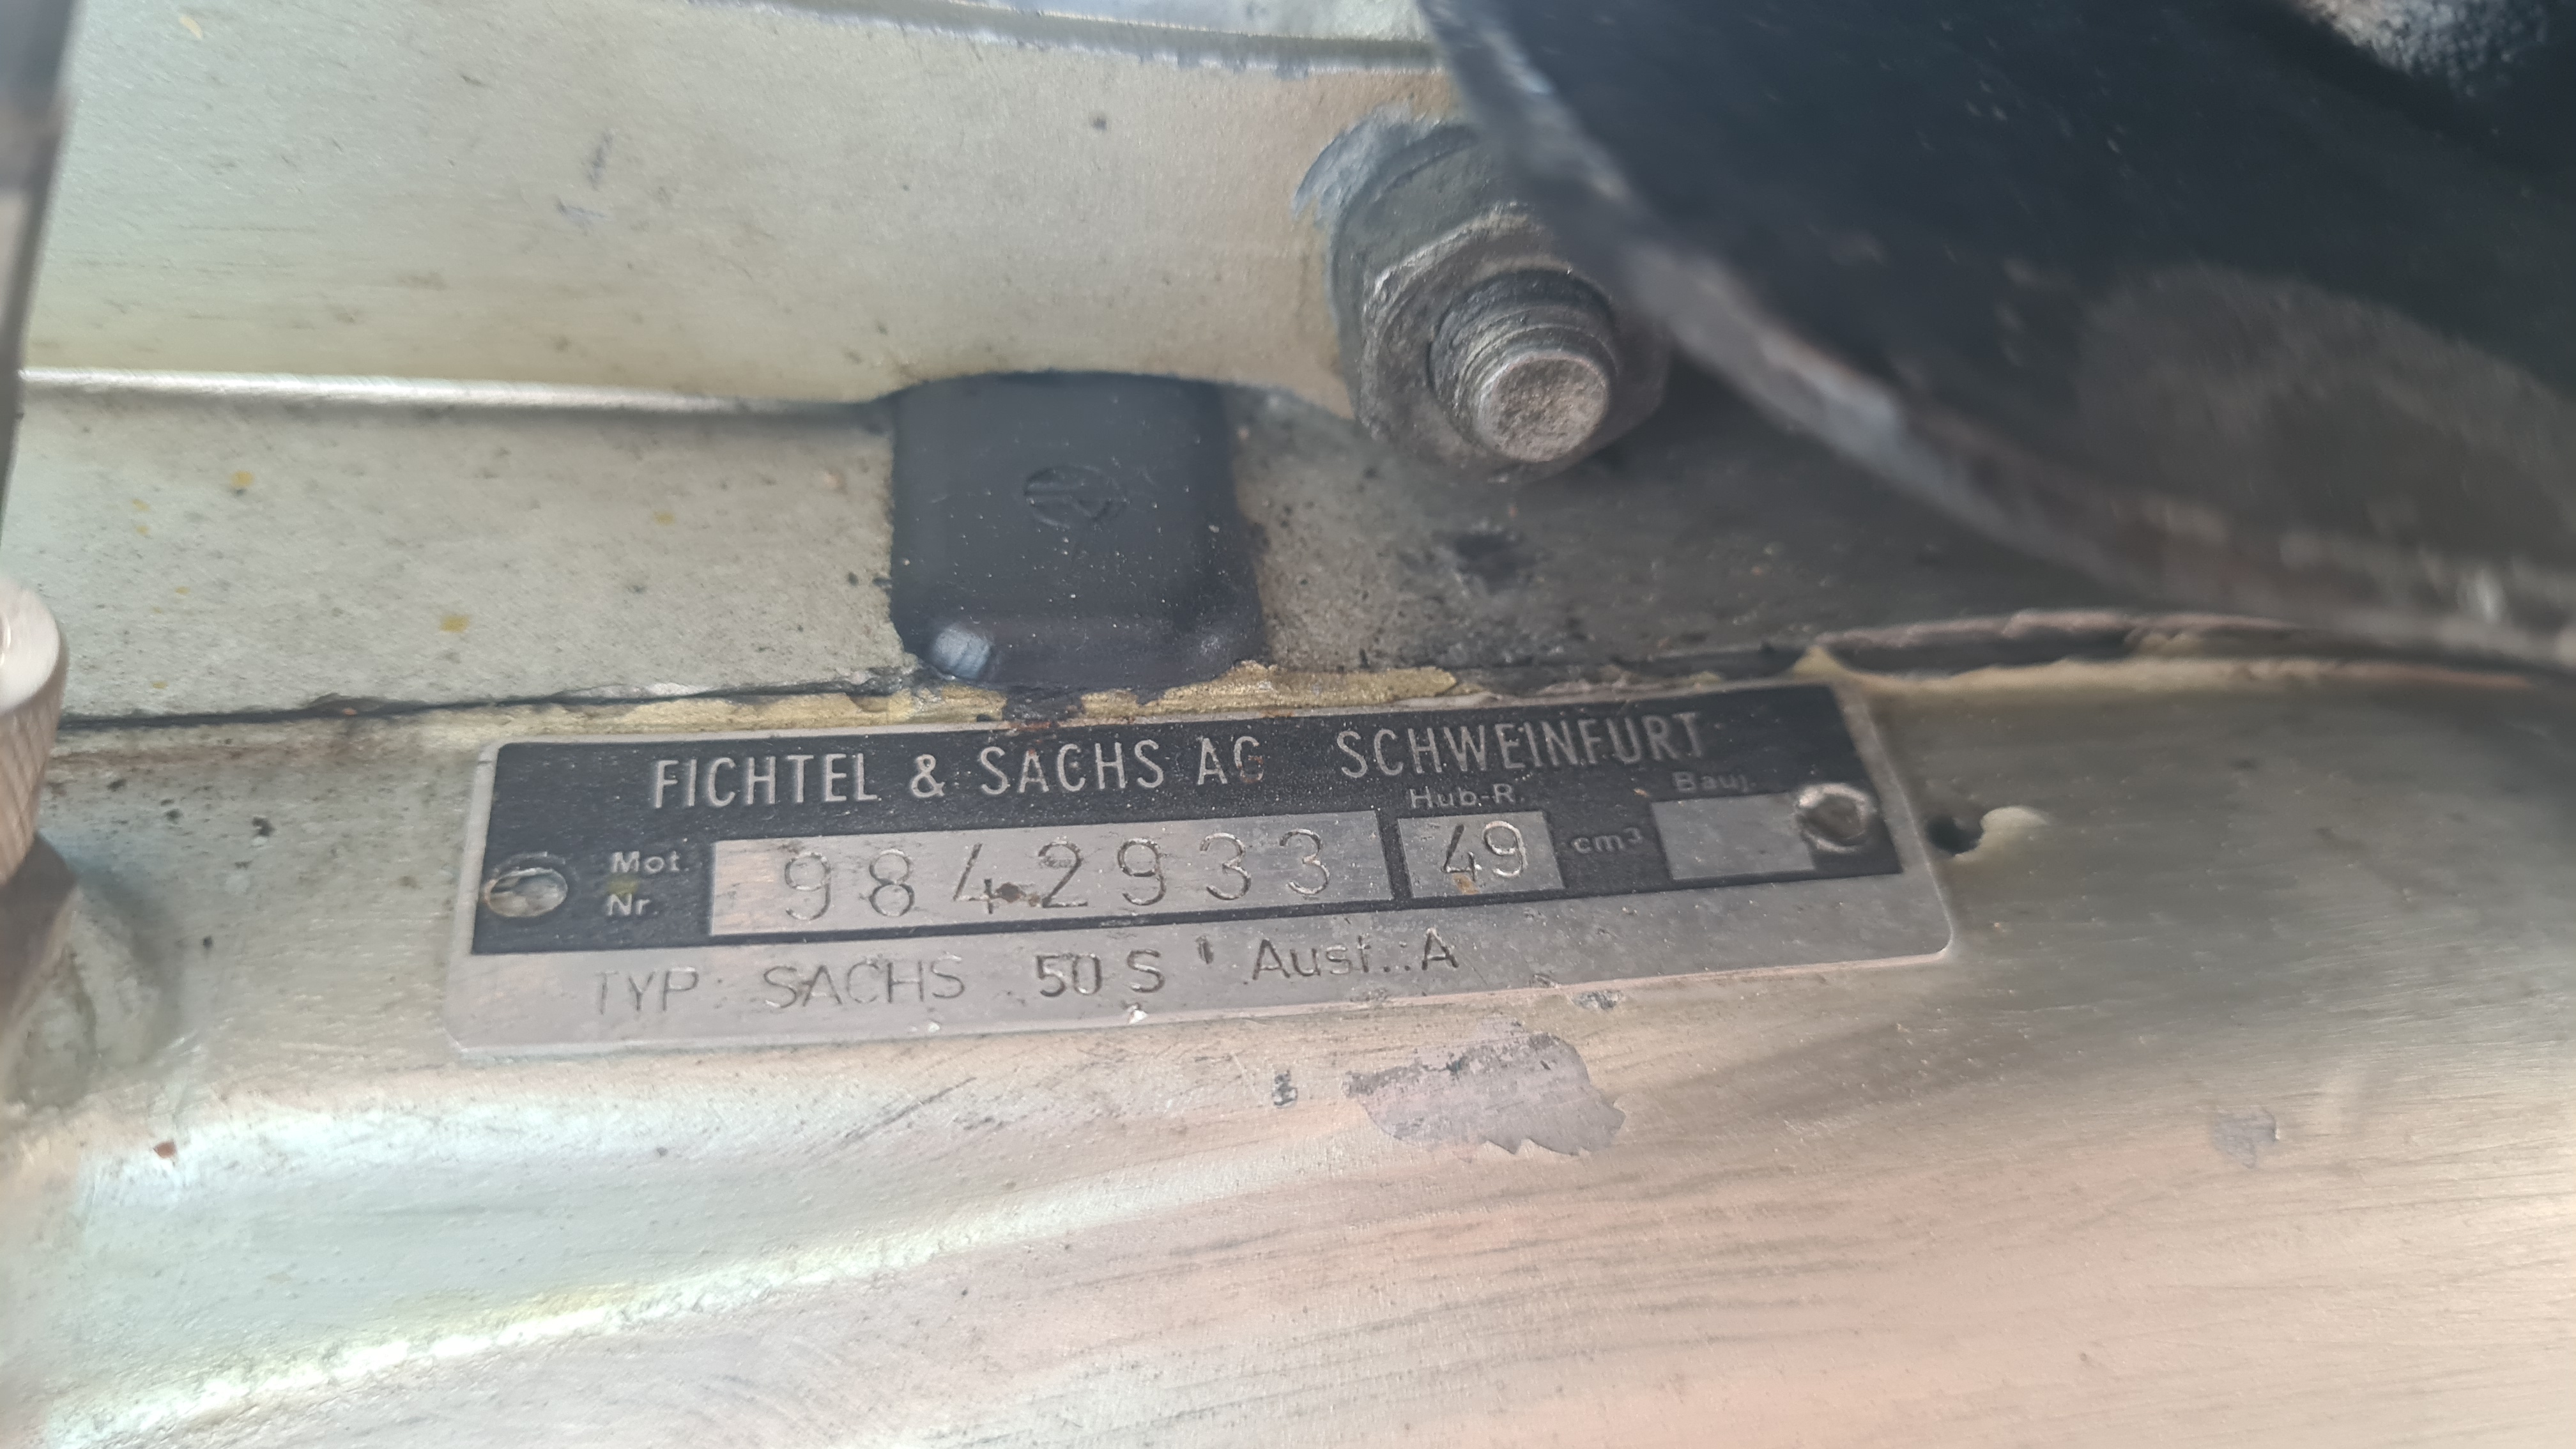 FICHTEL & SACHS AG SCHWEINFURT
Mot. Nr. 9842933 Hub.-R. 49 cm³ Bauj.
TYP: SACHS 50 S Ausf.: A